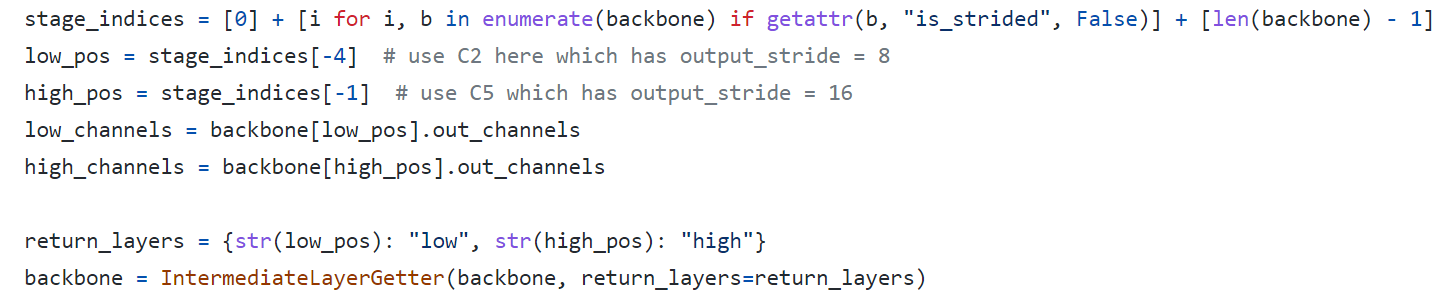 stage_indices = [0] + [i for i, b in enumerate(backbone) if getattr(b, "is_strided", False)] + [len(backbone) - 1]
low_pos = stage_indices[-4]  # use C2 here which has output_stride = 8
high_pos = stage_indices[-1]  # use C5 which has output_stride = 16
low_channels = backbone[low_pos].out_channels
high_channels = backbone[high_pos].out_channels
return_layers = {str(low_pos): "low", str(high_pos): "high"}
backbone = IntermediateLayerGetter(backbone, return_layers=return_layers)